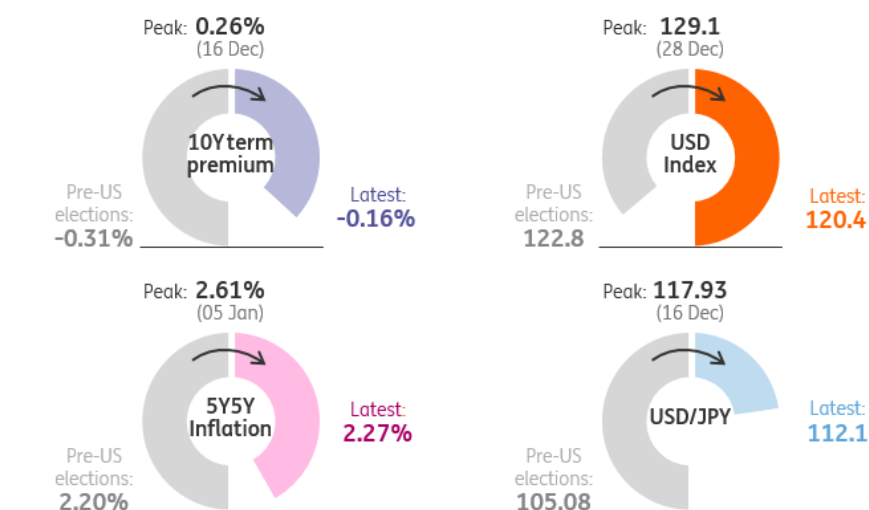 Peak: 0.26%
(16 Dec)
10Y term
premium
Pre-US
elections:
-0.31%
Latest:
-0.16%
Peak: 129.1
(28 Dec)
USD
Index
Pre-US
elections:
122.8
Latest:
120.4
Peak: 2.61%
(05 Jan)
5Y5Y
Inflation
Pre-US
elections:
2.20%
Latest:
2.27%
Peak: 117.93
(16 Dec)
USD/JPY
Pre-US
elections:
105.08
Latest:
112.1